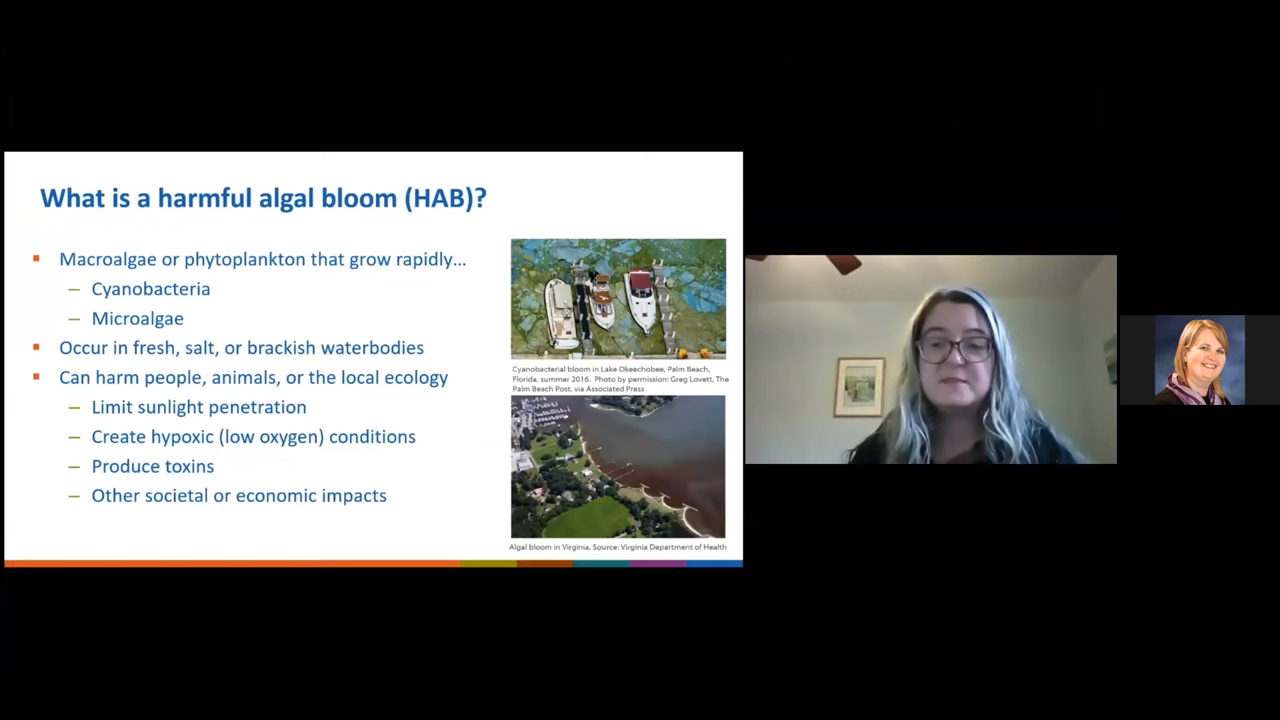 What is a harmful algal bloom (HAB)?
Macroalgae or phytoplankton that grow rapidly…
– Cyanobacteria
– Microalgae
Occur in fresh, salt, or brackish waterbodies
Can harm people, animals, or the local ecology
– Limit sunlight penetration
– Create hypoxic (low oxygen) conditions
– Produce toxins
– Other societal or economic impacts
Cyanobacterial bloom in Lake Okeechobee, Palm Beach,
Florida, summer 2016. Photo by permission: Greg Lovett, The
Palm Beach Post, via Associated Press
Algal bloom in Virginia, Source: Virginia Department of Health